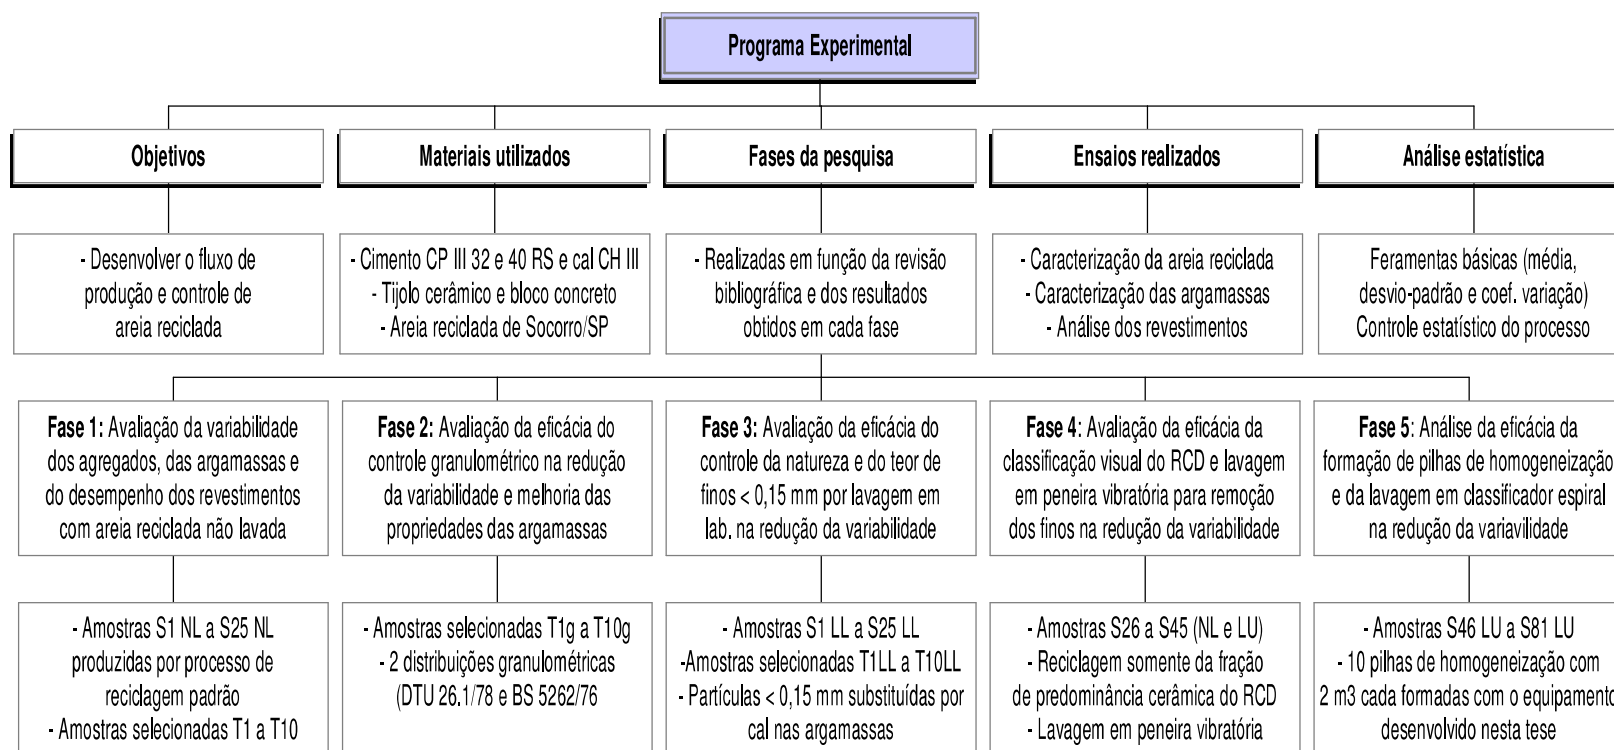 Programa Experimental
Objetivos
Materiais utilizados
Fases da pesquisa
Ensaios realizados
Análise estatística
- Desenvolver o fluxo de
produção e controle de
areia reciclada
- Cimento CP III 32 e 40 RS e cal CH III
- Tijolo cerâmico e bloco concreto
- Areia reciclada de Socorro/SP
- Realizadas em função da revisão
bibliográfica e dos resultados
obtidos em cada fase
- Caracterização da areia reciclada
- Caracterização das argamassas
- Análise dos revestimentos
Feramentas básicas (média,
desvio-padrão e coef. variação)
Controle estatístico do processo
Fase 1: Avaliação da variabilidade
dos agregados, das argamassas e
do desempenho dos revestimentos
com areia reciclada não lavada
Fase 2: Avaliação da eficácia do
controle granulométrico na redução
da variabilidade e melhoria das
propriedades das argamassas
Fase 3: Avaliação da eficácia do
controle da natureza e do teor de
finos < 0,15 mm por lavagem em
lab. na redução da variabilidade
Fase 4: Avaliação da eficácia da
classificação visual do RCD e lavagem
em peneira vibratória para remoção
dos finos na redução da variabilidade
Fase 5: Análise da eficácia da
formação de pilhas de homogeneização
e da lavagem em classificador espiral
na redução da variavilidade
- Amostras S1 NL a S25 NL
produzidas por processo de
reciclagem padrão
- Amostras selecionadas T1 a T10
- Amostras selecionadas T1g a T10g
- 2 distribuições granulométricas
(DTU 26.1/78 e BS 5262/76
- Amostras S1 LL a S25 LL
-Amostras selecionadas T1LL a T10LL
- Partículas < 0,15 mm substituídas por
cal nas argamassas
- Amostras S26 a S45 (NL e LU)
- Reciclagem somente da fração
de predominância cerâmica do RCD
- Lavagem em peneira vibratória
- Amostras S46 LU a S81 LU
- 10 pilhas de homogeneização com
2 m3 cada formadas com o equipamento
desenvolvido nesta tese